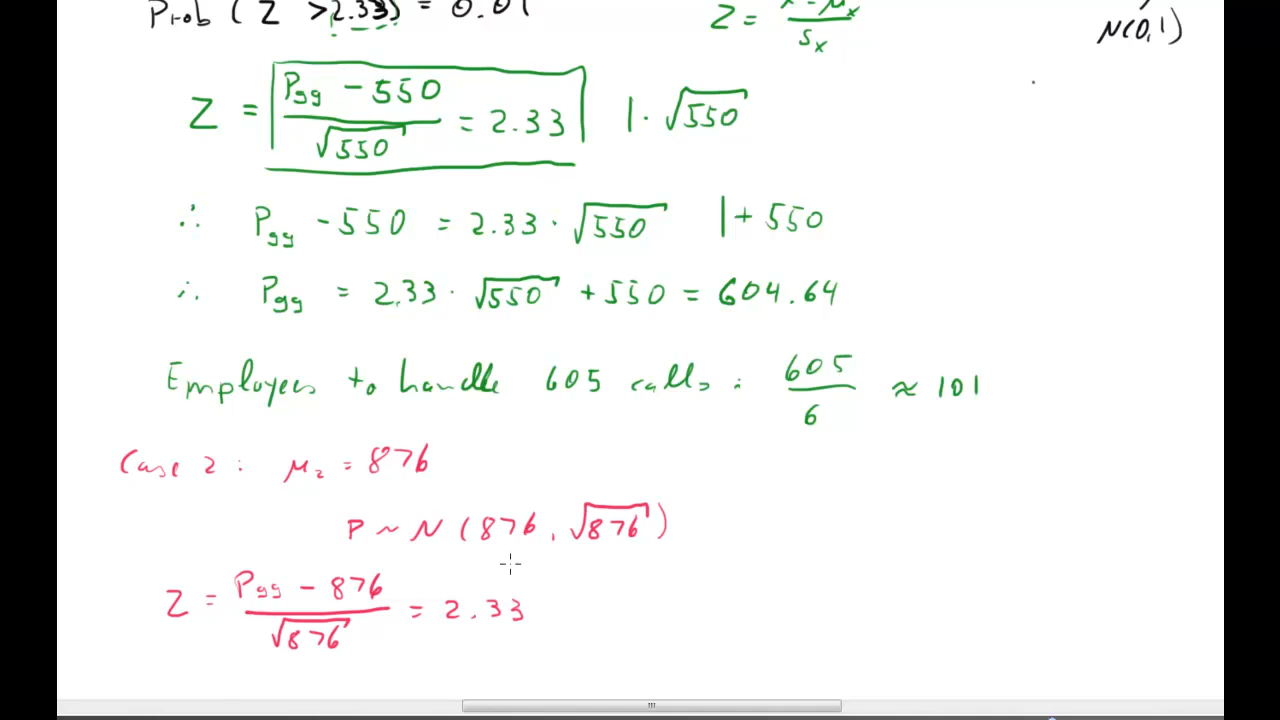 Prob ( Z > 2.33) = 0.01
Z = (x - μx)/sx
N(0,1)
Z = (P99 - 550)/√550 = 2.33 | · √550
∴ P99 - 550 = 2.33 · √550 | + 550
∴ P99 = 2.33 · √550 + 550 = 604.64
Employees to handle 605 calls : 605/6 ≈ 101
Case 2 : μ2 = 876
P ~ N ( 876, √876 )
Z = (P99 - 876)/√876 = 2.33